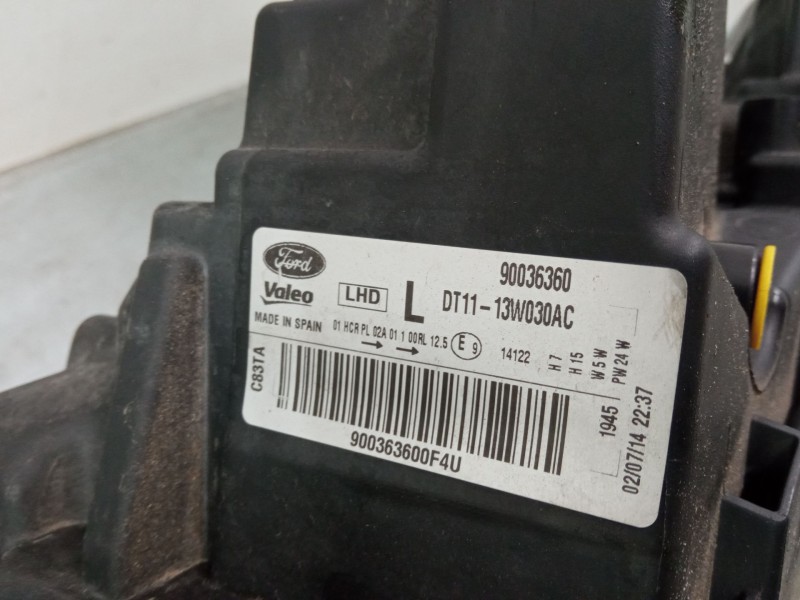 Ford
90036360
Valeo LHD L DT11-13W030AC
MADE IN SPAIN 01 HCR PL 02A 01 1 00RL 12.5 E 9 14122 H7 H15 W5W PW24W
→ →
C83TA
900363600F4U
1945
02/07/14 22:37